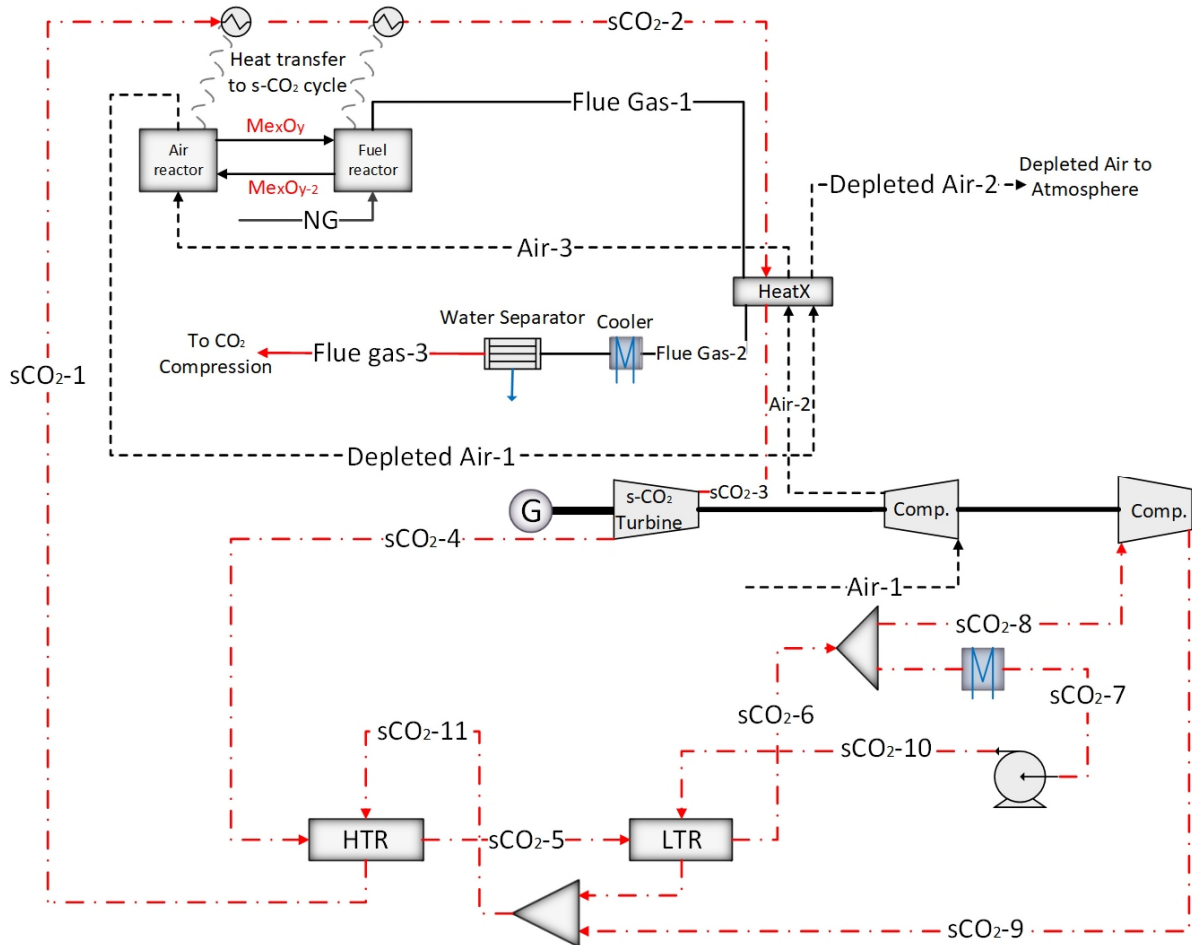 sCO₂-2
Heat transfer
to s-CO₂ cycle
Flue Gas-1
MexOy
Air
reactor
Fuel
reactor
MexOy-2
NG
Depleted Air-2
Depleted Air to
Atmosphere
Air-3
HeatX
Water Separator
Cooler
To CO₂
Compression
Flue gas-3
Flue Gas-2
sCO₂-1
Air-2
Depleted Air-1
G
s-CO₂
Turbine
sCO₂-3
Comp.
Comp.
sCO₂-4
Air-1
sCO₂-8
sCO₂-7
sCO₂-6
sCO₂-11
sCO₂-10
HTR
sCO₂-5
LTR
sCO₂-9